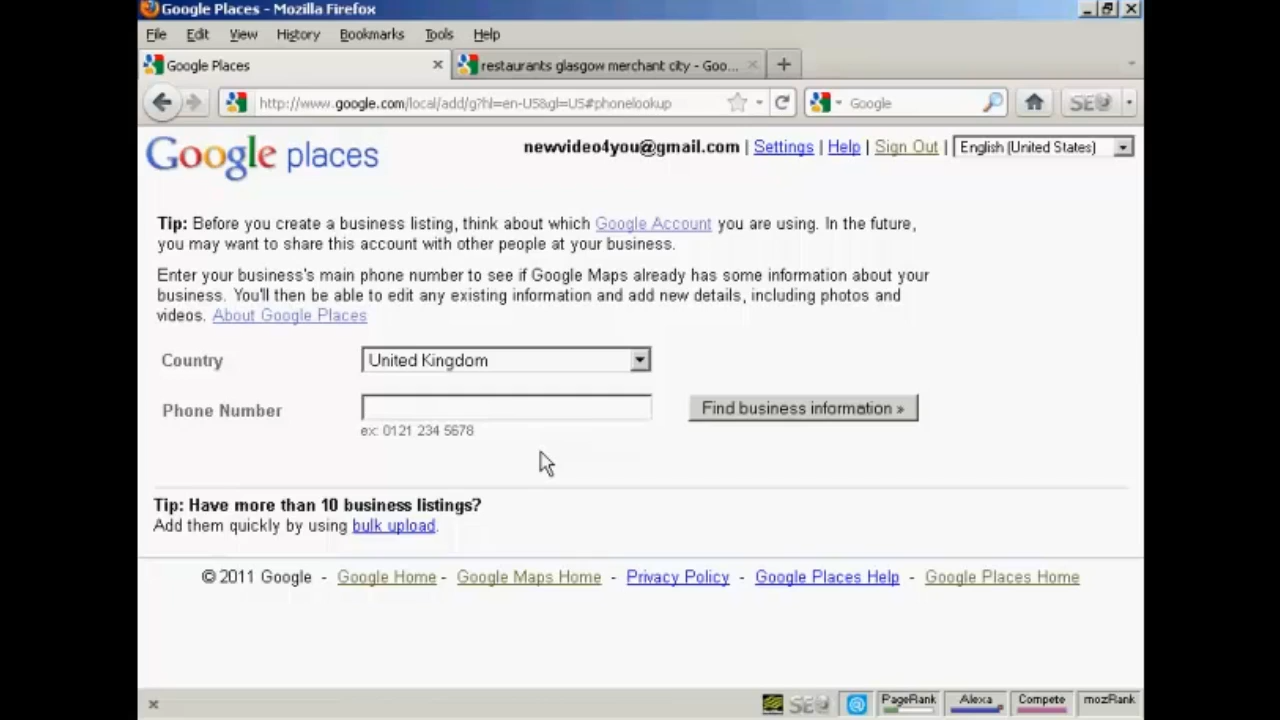 Google Places - Mozilla Firefox
File Edit View History Bookmarks Tools Help
Google Places restaurants glasgow merchant city - Goo...
http://www.google.com/local/add/g?hl=en-US&gl=US#phonelookup Google SEO
Google places newvideo4you@gmail.com | Settings | Help | Sign Out | English (United States)
Tip: Before you create a business listing, think about which Google Account you are using. In the future,
you may want to share this account with other people at your business.
Enter your business's main phone number to see if Google Maps already has some information about your
business. You'll then be able to edit any existing information and add new details, including photos and
videos. About Google Places
Country United Kingdom
Phone Number Find business information »
ex: 0121 234 5678
Tip: Have more than 10 business listings?
Add them quickly by using bulk upload.
© 2011 Google - Google Home - Google Maps Home - Privacy Policy - Google Places Help - Google Places Home
SEO PageRank Alexa Compete mozRank